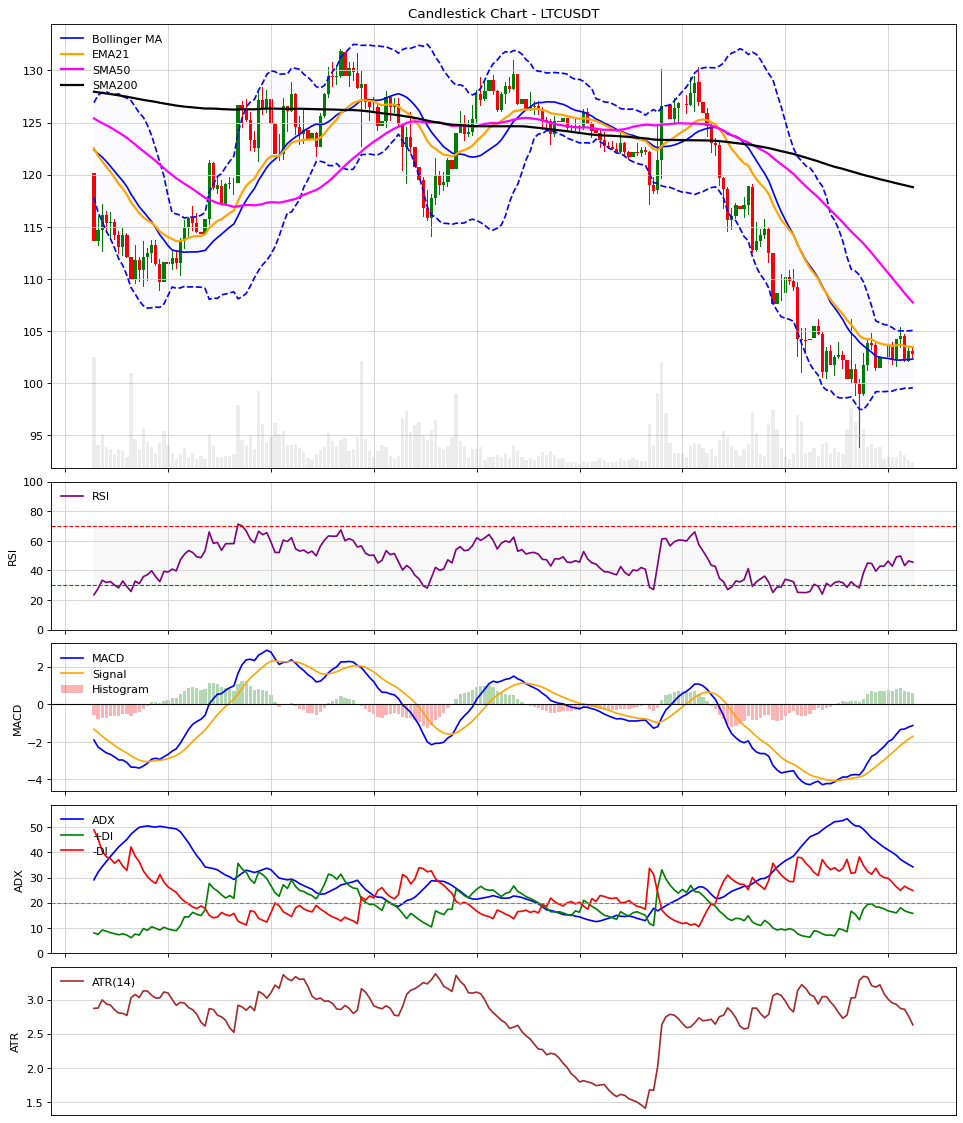 Candlestick Chart - LTCUSDT
Bollinger MA
EMA21
SMA50
SMA200
130
125
120
115
110
105
100
95
100
80
60
40
20
0
RSI
RSI
2
0
−2
−4
MACD
MACD
Signal
Histogram
50
40
30
20
10
0
ADX
ADX
+DI
-DI
3.0
2.5
2.0
1.5
ATR
ATR(14)